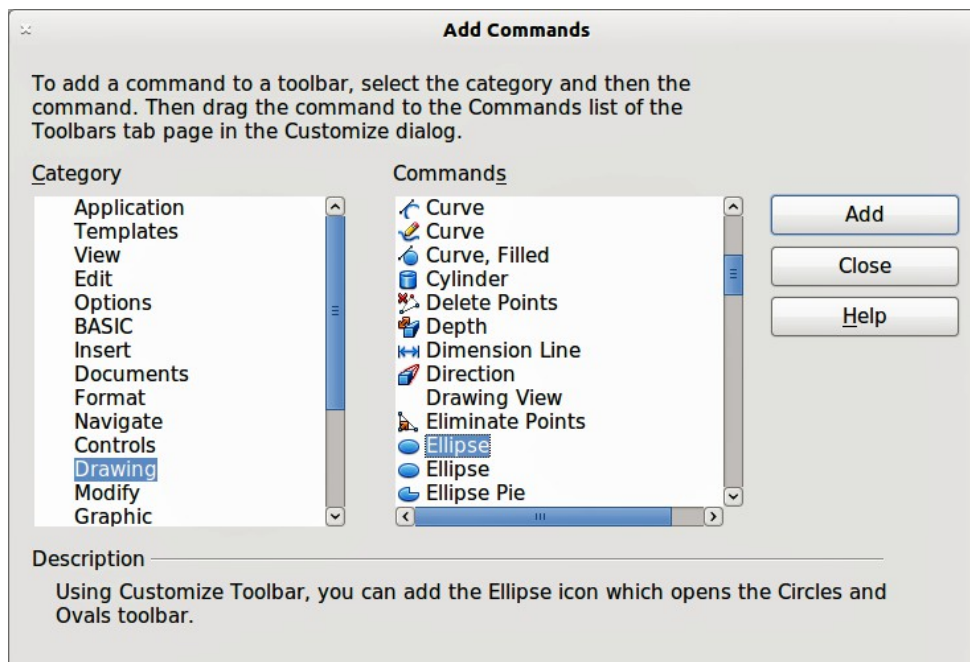 Add Commands
To add a command to a toolbar, select the category and then the
command. Then drag the command to the Commands list of the
Toolbars tab page in the Customize dialog.
Category
Application
Templates
View
Edit
Options
BASIC
Insert
Documents
Format
Navigate
Controls
Drawing
Modify
Graphic
Commands
Curve
Curve
Curve, Filled
Cylinder
Delete Points
Depth
Dimension Line
Direction
Drawing View
Eliminate Points
Ellipse
Ellipse
Ellipse Pie
Add
Close
Help
Description
Using Customize Toolbar, you can add the Ellipse icon which opens the Circles and
Ovals toolbar.